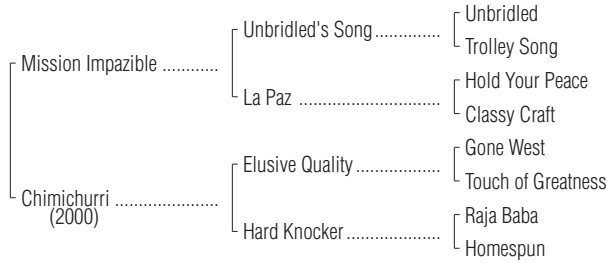 Unbridled
Unbridled's Song..............
Trolley Song
Mission Impazible ............
Hold Your Peace
La Paz ..............................
Classy Craft
Gone West
Elusive Quality ..................
Touch of Greatness
Chimichurri ......................
(2000)
Raja Baba
Hard Knocker....................
Homespun